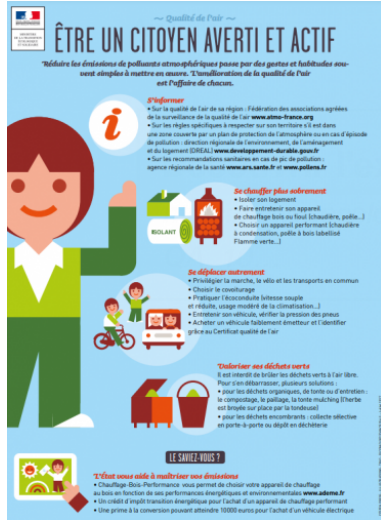 — Qualité de l'air —
ÊTRE UN CITOYEN AVERTI ET ACTIF
"Réduire les émissions de polluants atmosphériques passe par des gestes et habitudes sou-
vent simples à mettre en œuvre. L'amélioration de la qualité de l'air
est l'affaire de chacun.
S'informer
• Sur la qualité de l'air de sa région : Fédération des associations agréées
de la surveillance de la qualité de l'air www.atmo-france.org
• Sur les règles spécifiques à respecter sur son territoire s'il est dans
une zone couverte par un plan de protection de l'atmosphère ou en cas d'épisode
de pollution : direction régionale de l'environnement, de l'aménagement
et du logement (DREAL) www.developpement-durable.gouv.fr
• Sur les recommandations sanitaires en cas de pic de pollution :
agence régionale de la santé www.ars.sante.fr et www.pollens.fr
i
Se chauffer plus sobrement
• Isoler son logement
• Faire entretenir son appareil
de chauffage bois ou fioul (chaudière, poêle...)
• Choisir un appareil performant (chaudière
à condensation, poêle à bois labellisé
Flamme verte...)
ISOLANT
Se déplacer autrement
• Privilégier la marche, le vélo et les transports en commun
• Choisir le covoiturage
• Pratiquer l'écoconduite (vitesse souple
et réduite, usage modéré de la climatisation...)
• Entretenir son véhicule, vérifier la pression des pneus
• Acheter un véhicule faiblement émetteur et l'identifier
grâce au Certificat qualité de l'air
Valoriser ses déchets verts
Il est interdit de brûler les déchets verts à l'air libre.
Pour s'en débarrasser, plusieurs solutions :
• pour les déchets organiques, de tonte ou d'entretien :
le compostage, le paillage, la tonte mulching (l'herbe
est broyée sur place par la tondeuse)
• pour les déchets encombrants : collecte sélective
en porte-à-porte ou dépôt en déchèterie
LE SAVIEZ-VOUS ?
L'État vous aide à maîtriser vos émissions
• Chauffage-Bois-Performance vous permet de choisir votre appareil de chauffage
au bois en fonction de ses performances énergétiques et environnementales www.ademe.fr
• Un crédit d'impôt transition énergétique pour l'achat d'un appareil de chauffage performant
• Une prime à la conversion pouvant atteindre 10000 euros pour l'achat d'un véhicule électrique